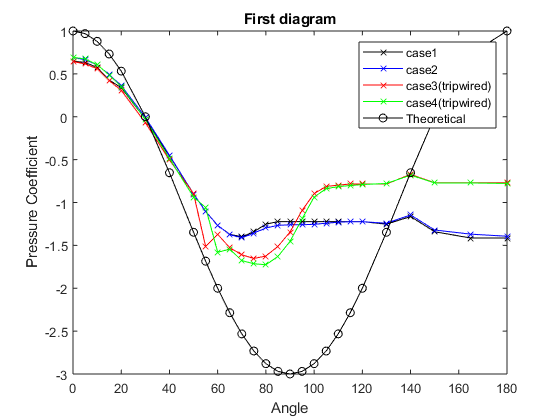 First diagram
case1
case2
case3(tripwired)
case4(tripwired)
Theoretical
Pressure Coefficient
1
0.5
0
-0.5
-1
-1.5
-2
-2.5
-3
0 20 40 60 80 100 120 140 160 180
Angle